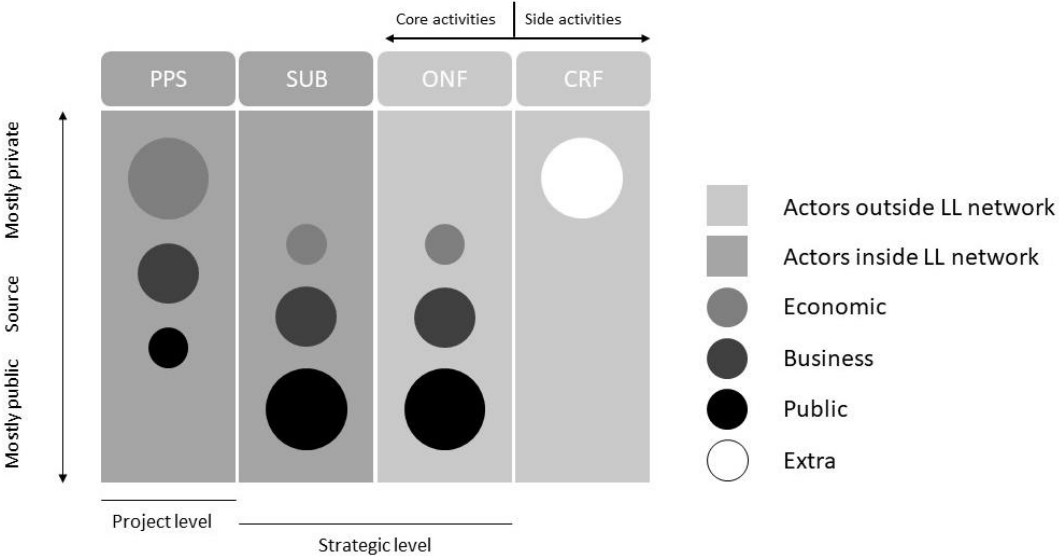 Core activities
Side activities
PPS
SUB
ONF
CRF
Mostly private
Source
Mostly public
Actors outside LL network
Actors inside LL network
Economic
Business
Public
Extra
Project level
Strategic level